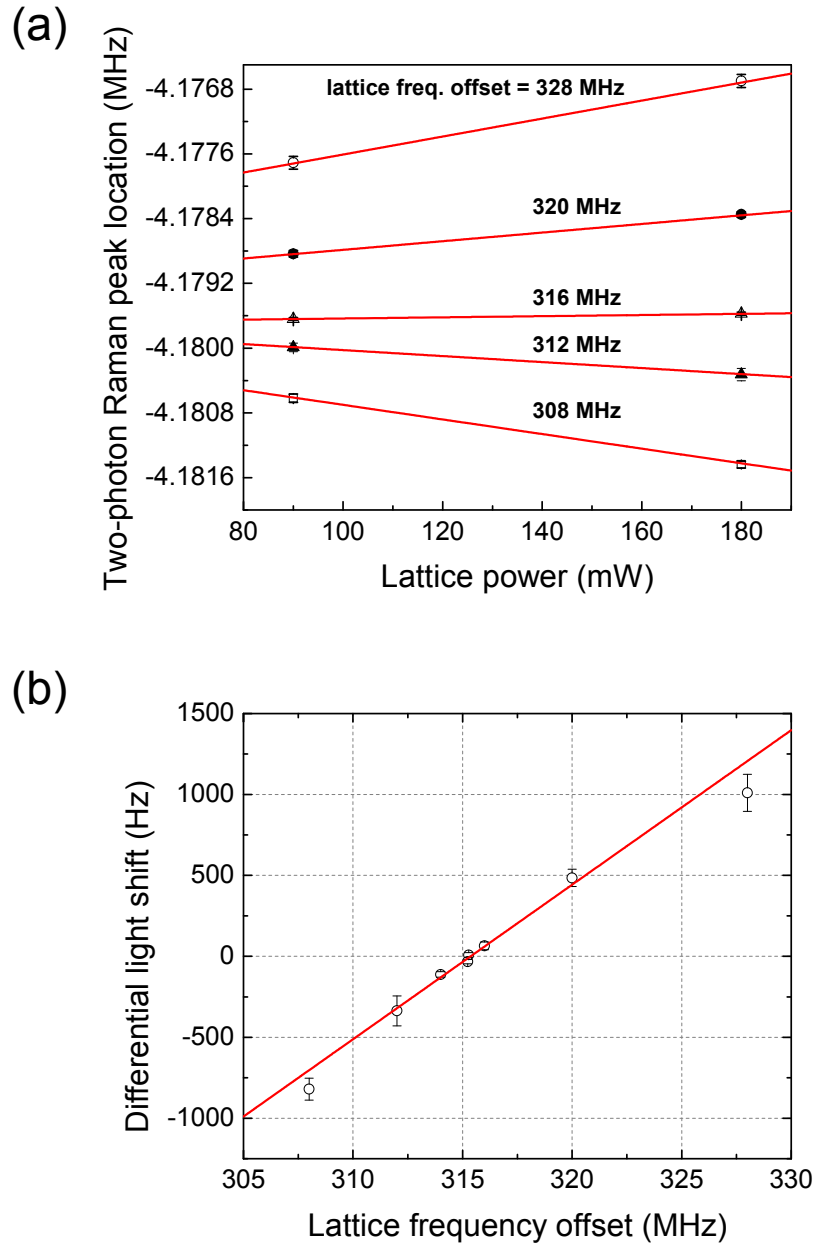 (a)
Two-photon Raman peak location (MHz)
-4.1768
-4.1776
-4.1784
-4.1792
-4.1800
-4.1808
-4.1816
lattice freq. offset = 328 MHz
320 MHz
316 MHz
312 MHz
308 MHz
80 100 120 140 160 180
Lattice power (mW)
(b)
Differential light shift (Hz)
1500
1000
500
0
-500
-1000
305 310 315 320 325 330
Lattice frequency offset (MHz)